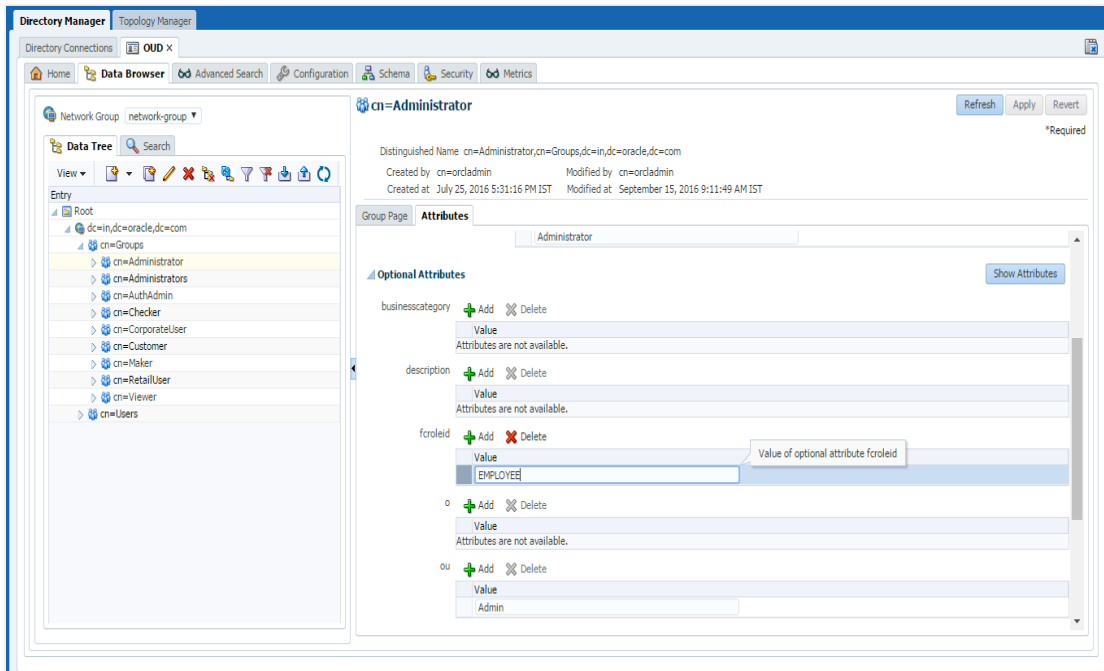 Directory Manager Topology Manager
Directory Connections OUD ×
Home Data Browser Advanced Search Configuration Schema Security Metrics
Network Group network-group
Data Tree Search
View
Entry
Root
dc=in,dc=oracle,dc=com
cn=Groups
cn=Administrator
cn=Administrators
cn=AuthAdmin
cn=Checker
cn=CorporateUser
cn=Customer
cn=Maker
cn=RetailUser
cn=Viewer
cn=Users
cn=Administrator
Refresh Apply Revert
*Required
Distinguished Name cn=Administrator,cn=Groups,dc=in,dc=oracle,dc=com
Created by cn=orcladmin Modified by cn=orcladmin
Created at July 25, 2016 5:31:16 PM IST Modified at September 15, 2016 9:11:49 AM IST
Group Page Attributes
Administrator
Optional Attributes Show Attributes
businesscategory Add Delete
Value
Attributes are not available.
description Add Delete
Value
Attributes are not available.
fcroleid Add Delete
Value
Value of optional attribute fcroleid
EMPLOYEE
o Add Delete
Value
Attributes are not available.
ou Add Delete
Value
Admin